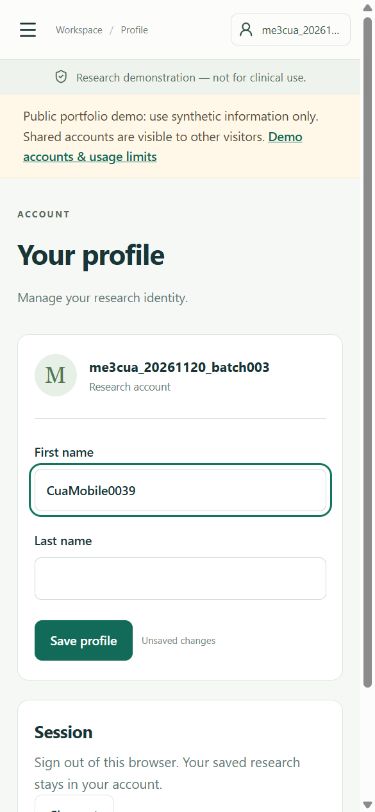 Workspace / Profile
me3cua_20261...
Research demonstration — not for clinical use.
Public portfolio demo: use synthetic information only.
Shared accounts are visible to other visitors. Demo
accounts & usage limits
ACCOUNT
Your profile
Manage your research identity.
M
me3cua_20261120_batch003
Research account
First name
CuaMobile0039
Last name
Save profile
Unsaved changes
Session
Sign out of this browser. Your saved research
stays in your account.